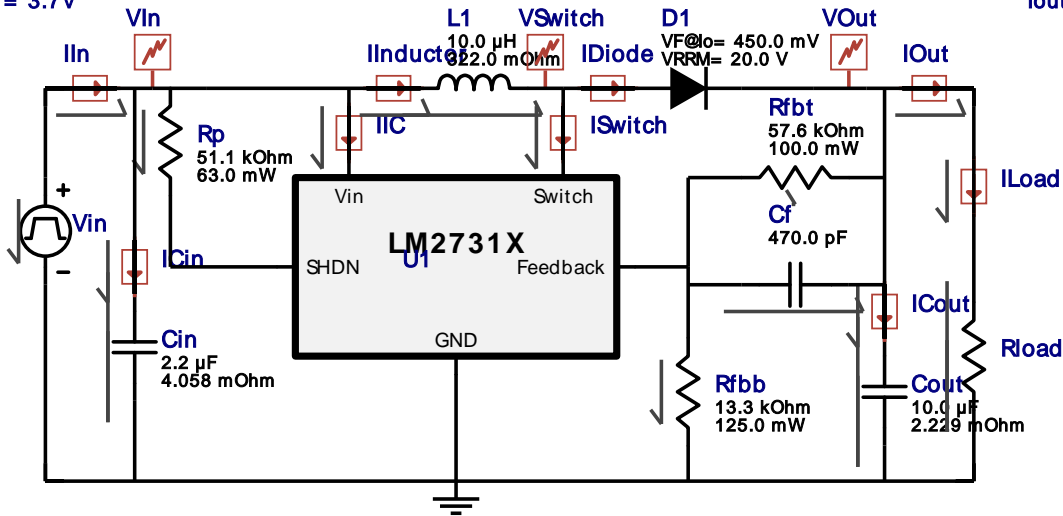 = 3.7V
Iout
VIn
L1
VSwitch
D1
VOut
IIn
IInductor
10.0 µH
322.0 mOhm
IDiode
VF@Io= 450.0 mV
VRRM= 20.0 V
IOut
Rp
51.1 kOhm
63.0 mW
IIC
ISwitch
Rfbt
57.6 kOhm
100.0 mW
ILoad
Vin
Switch
Cf
470.0 pF
+
Vin
−
LM2731X
U1
ICin
SHDN
Feedback
ICout
GND
Cin
2.2 µF
4.058 mOhm
Rload
Rfbb
13.3 kOhm
125.0 mW
Cout
10.0 µF
2.229 mOhm